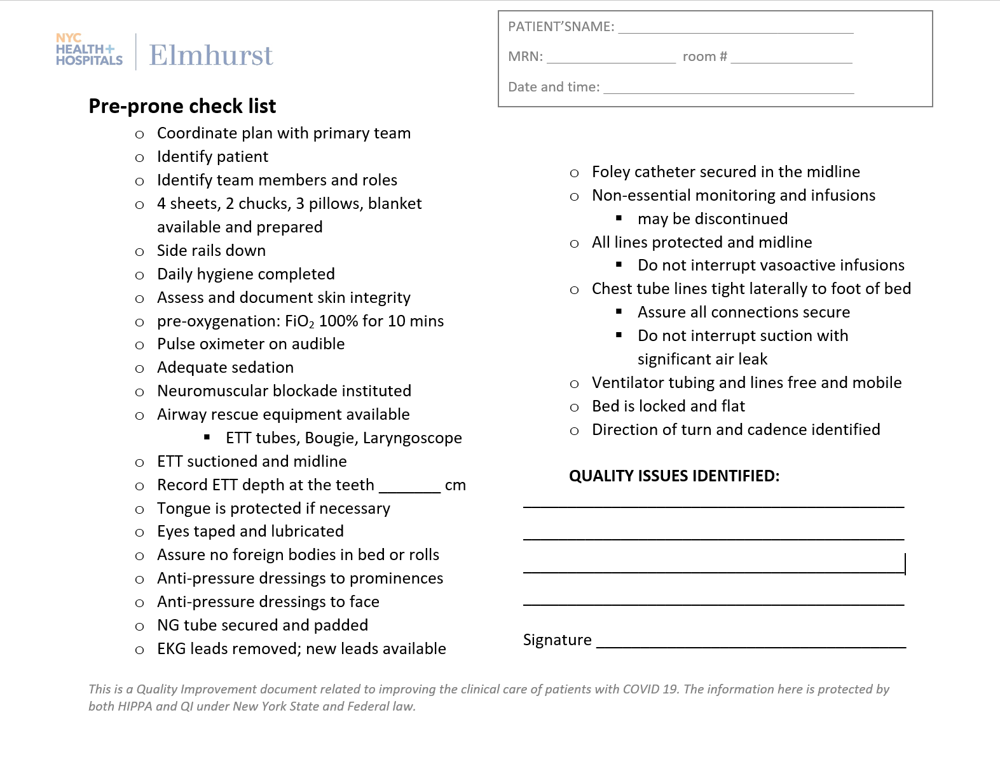 NYC
HEALTH+
HOSPITALS
Elmhurst
PATIENT’SNAME: ______________________________
MRN: _________________ room # ________________
Date and time: ________________________________
Pre-prone check list
o Coordinate plan with primary team
o Identify patient
o Identify team members and roles
o 4 sheets, 2 chucks, 3 pillows, blanket
available and prepared
o Side rails down
o Daily hygiene completed
o Assess and document skin integrity
o pre-oxygenation: FiO₂ 100% for 10 mins
o Pulse oximeter on audible
o Adequate sedation
o Neuromuscular blockade instituted
o Airway rescue equipment available
▪ ETT tubes, Bougie, Laryngoscope
o ETT suctioned and midline
o Record ETT depth at the teeth _______ cm
o Tongue is protected if necessary
o Eyes taped and lubricated
o Assure no foreign bodies in bed or rolls
o Anti-pressure dressings to prominences
o Anti-pressure dressings to face
o NG tube secured and padded
o EKG leads removed; new leads available
o Foley catheter secured in the midline
o Non-essential monitoring and infusions
▪ may be discontinued
o All lines protected and midline
▪ Do not interrupt vasoactive infusions
o Chest tube lines tight laterally to foot of bed
▪ Assure all connections secure
▪ Do not interrupt suction with
significant air leak
o Ventilator tubing and lines free and mobile
o Bed is locked and flat
o Direction of turn and cadence identified
QUALITY ISSUES IDENTIFIED:
Signature ___________________________________
This is a Quality Improvement document related to improving the clinical care of patients with COVID 19. The information here is protected by
both HIPPA and QI under New York State and Federal law.